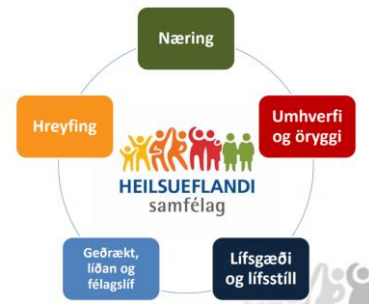 Næring
Umhverfi
og öryggi
Hreyfing
HEILSUEFLANDI
samfélag
Geðrækt,
líðan og
félagslíf
Lífsgæði
og lífsstíll